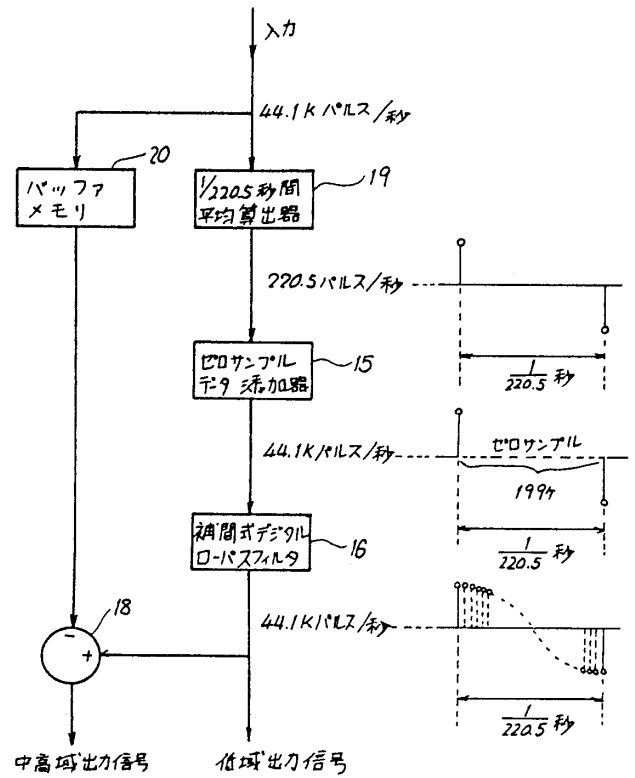 入力
44.1Kパルス/秒
20
バッファ
メモリ
1/220.5秒間
平均算出器
19
220.5パルス/秒
1/220.5 秒
ゼロサンプル
データ添加器
15
44.1Kパルス/秒
ゼロサンプル
199ケ
1/220.5 秒
補間式デジタル
ローパスフィルタ
16
44.1Kパルス/秒
18
-
+
1/220.5 秒
中高域出力信号
低域出力信号